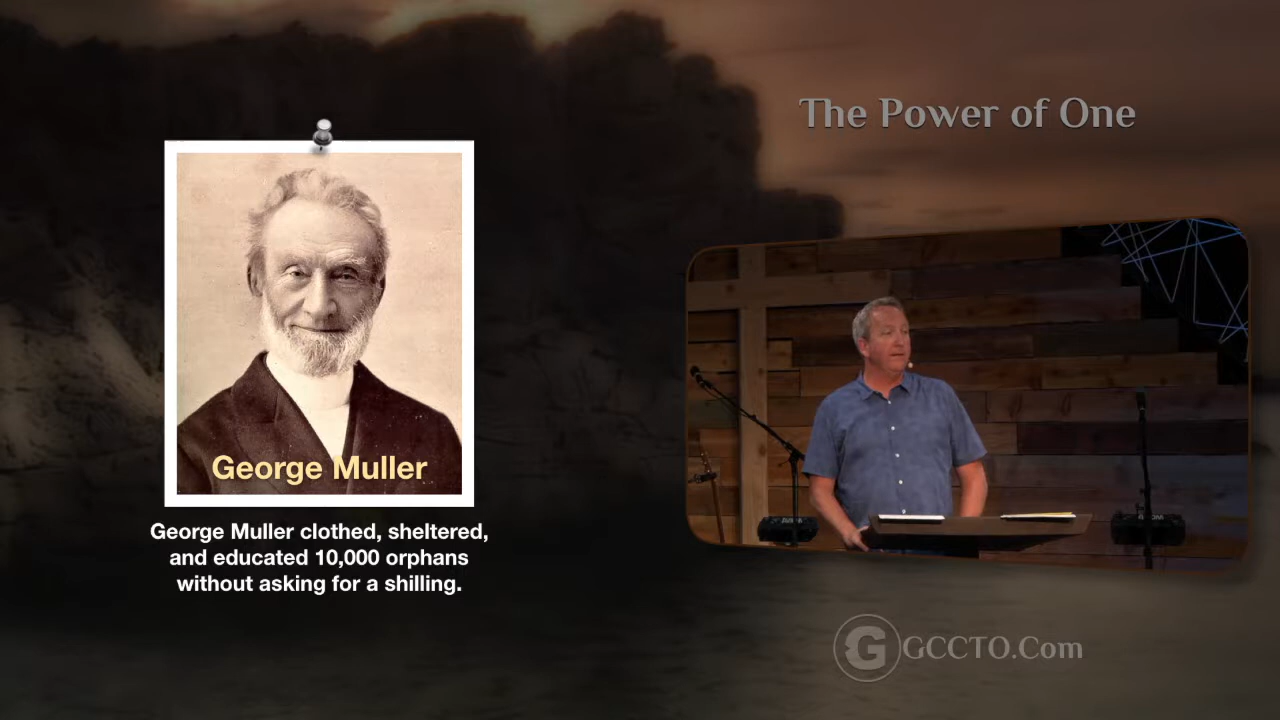 The Power of One
George Muller
George Muller clothed, sheltered,
and educated 10,000 orphans
without asking for a shilling.
G GCCTO.Com